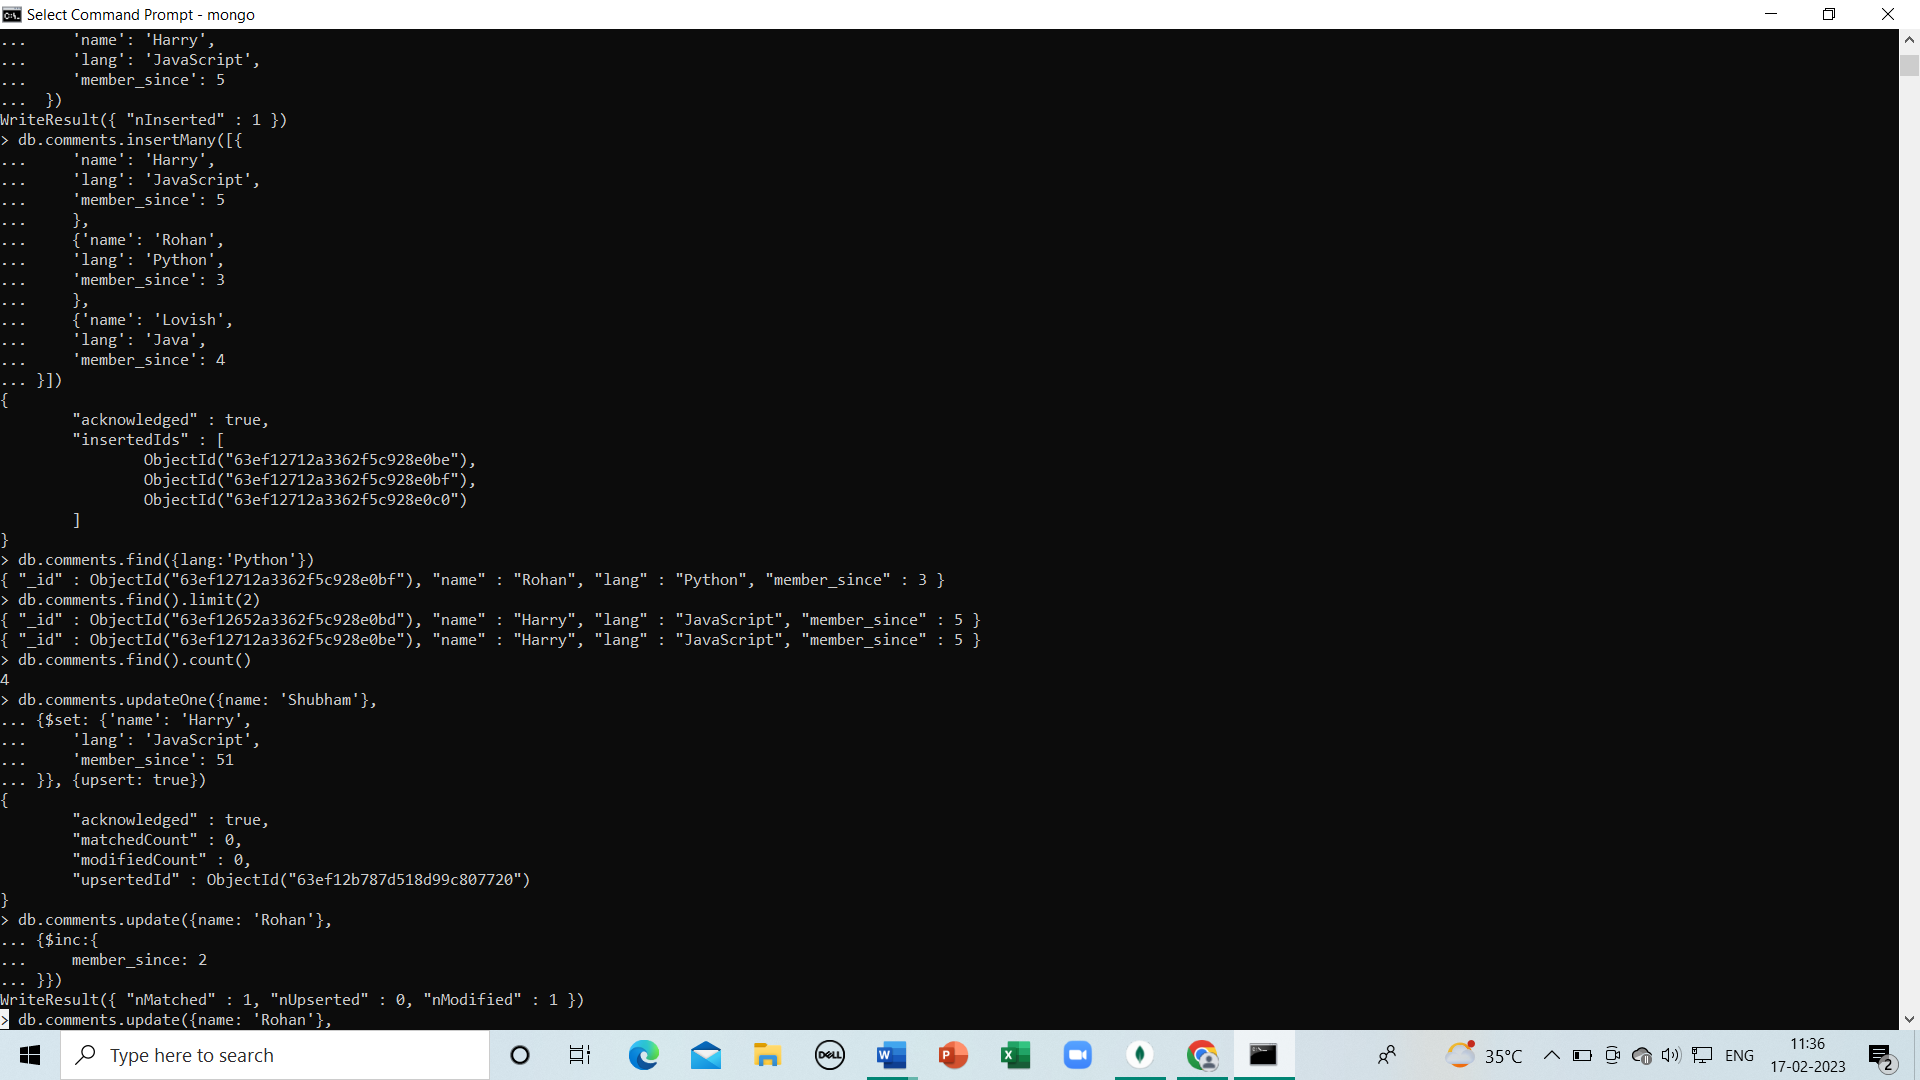 Select Command Prompt - mongo
...     'name': 'Harry',
...     'lang': 'JavaScript',
...     'member_since': 5
...  })
WriteResult({ "nInserted" : 1 })
> db.comments.insertMany([{
...     'name': 'Harry',
...     'lang': 'JavaScript',
...     'member_since': 5
...     },
...     {'name': 'Rohan',
...     'lang': 'Python',
...     'member_since': 3
...     },
...     {'name': 'Lovish',
...     'lang': 'Java',
...     'member_since': 4
... }])
{
        "acknowledged" : true,
        "insertedIds" : [
                ObjectId("63ef12712a3362f5c928e0be"),
                ObjectId("63ef12712a3362f5c928e0bf"),
                ObjectId("63ef12712a3362f5c928e0c0")
        ]
}
> db.comments.find({lang:'Python'})
{ "_id" : ObjectId("63ef12712a3362f5c928e0bf"), "name" : "Rohan", "lang" : "Python", "member_since" : 3 }
> db.comments.find().limit(2)
{ "_id" : ObjectId("63ef12652a3362f5c928e0bd"), "name" : "Harry", "lang" : "JavaScript", "member_since" : 5 }
{ "_id" : ObjectId("63ef12712a3362f5c928e0be"), "name" : "Harry", "lang" : "JavaScript", "member_since" : 5 }
> db.comments.find().count()
4
> db.comments.updateOne({name: 'Shubham'},
... {$set: {'name': 'Harry',
...     'lang': 'JavaScript',
...     'member_since': 51
... }}, {upsert: true})
{
        "acknowledged" : true,
        "matchedCount" : 0,
        "modifiedCount" : 0,
        "upsertedId" : ObjectId("63ef12b787d518d99c807720")
}
> db.comments.update({name: 'Rohan'},
... {$inc:{
...     member_since: 2
... }})
WriteResult({ "nMatched" : 1, "nUpserted" : 0, "nModified" : 1 })
> db.comments.update({name: 'Rohan'},
Type here to search
DELL
W
P
X
35°C
ENG
11:36
17-02-2023
2